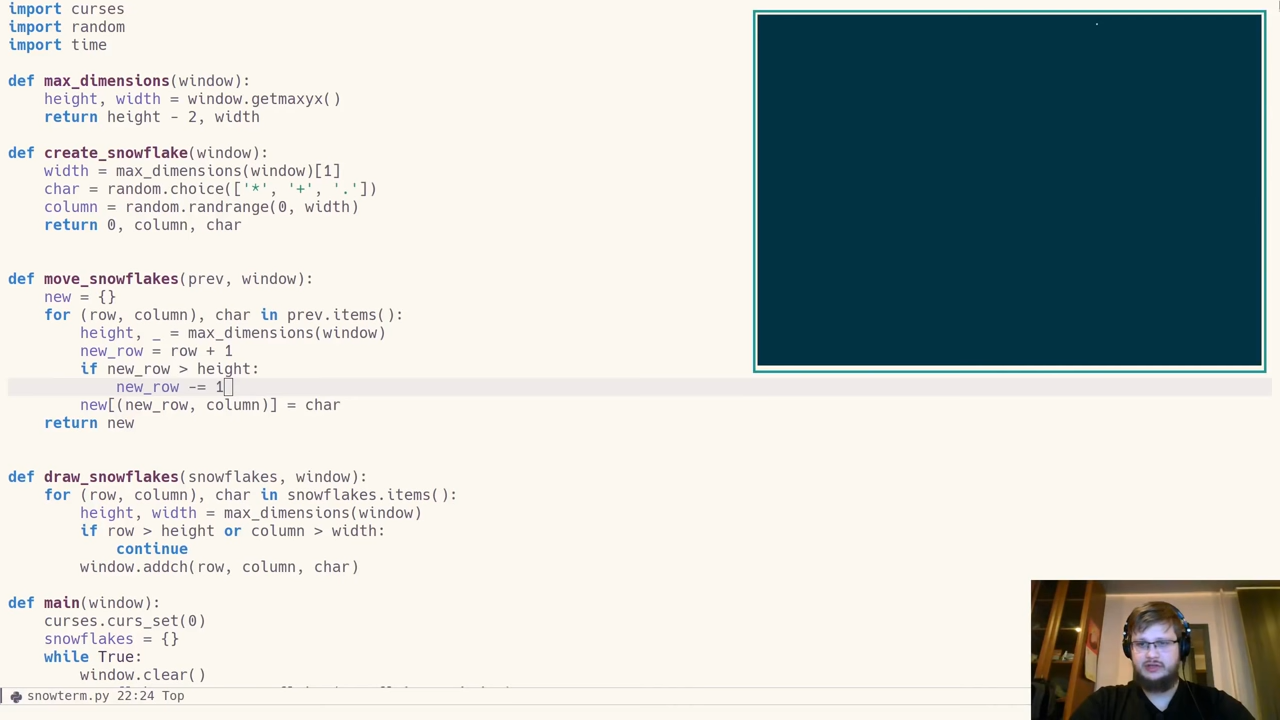 import curses
import random
import time
def max_dimensions(window):
    height, width = window.getmaxyx()
    return height - 2, width
def create_snowflake(window):
    width = max_dimensions(window)[1]
    char = random.choice(['*', '+', '.'])
    column = random.randrange(0, width)
    return 0, column, char
def move_snowflakes(prev, window):
    new = {}
    for (row, column), char in prev.items():
        height, _ = max_dimensions(window)
        new_row = row + 1
        if new_row > height:
            new_row -= 1
        new[(new_row, column)] = char
    return new
def draw_snowflakes(snowflakes, window):
    for (row, column), char in snowflakes.items():
        height, width = max_dimensions(window)
        if row > height or column > width:
            continue
        window.addch(row, column, char)
def main(window):
    curses.curs_set(0)
    snowflakes = {}
    while True:
        window.clear()
snowterm.py 22:24 Top